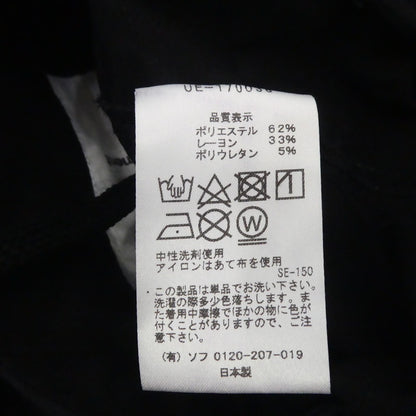 品質表示
ポリエステル 62%
レーヨン 33%
ポリウレタン 5%
W
中性洗剤使用
アイロンはあて布を使用
SE-150
・この製品は単品でお洗い下さい。
洗濯の際多少色落ちします。ま
た着用中摩擦でほかの物に色が
付くことがありますので、ご注
意下さい。
(有) ソフ 0120-207-019
日本製